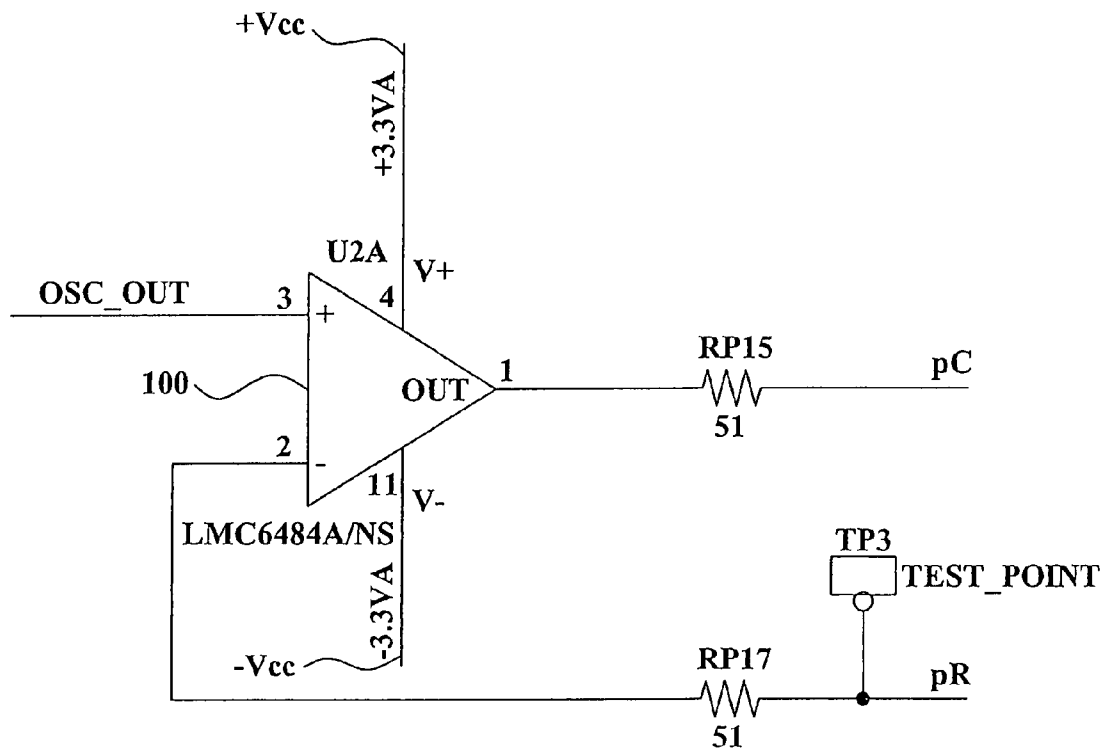 +Vcc
+3.3VA
U2A
V+
OSC_OUT
3
4
+
100
OUT
1
RP15
pC
51
2
-
11
V-
LMC6484A/NS
TP3
TEST_POINT
-3.3VA
-Vcc
RP17
pR
51